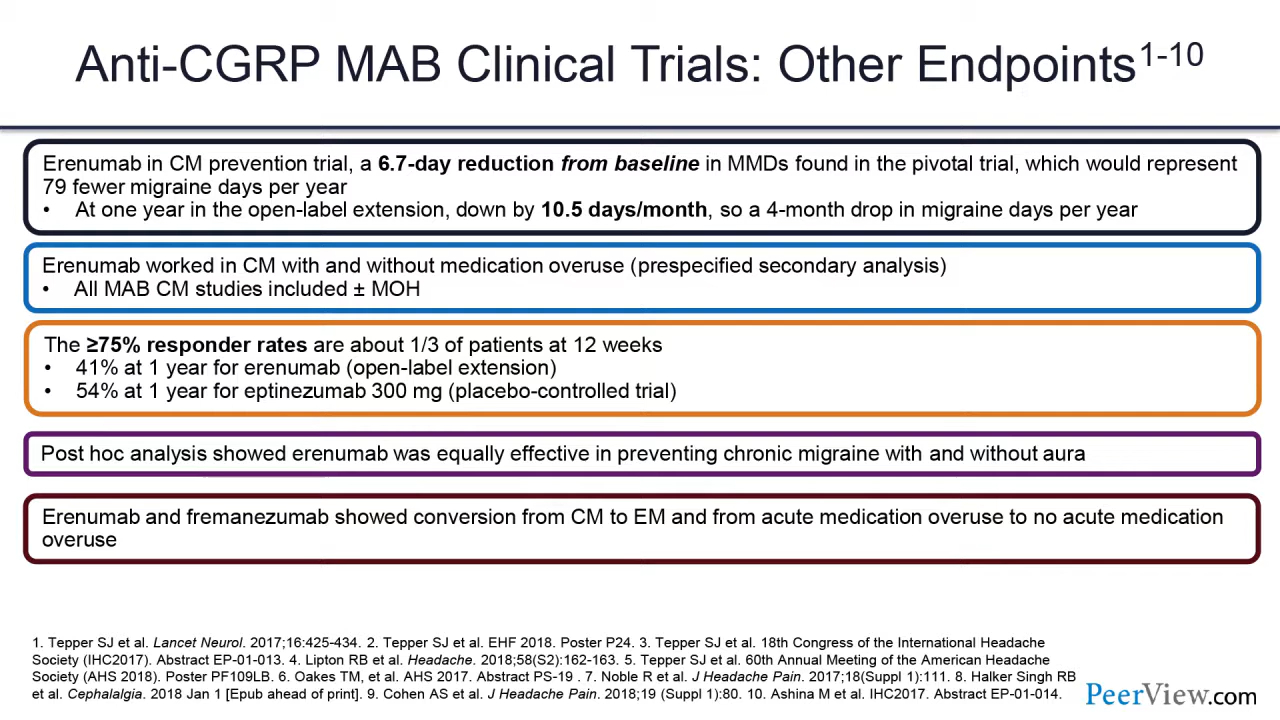 Anti-CGRP MAB Clinical Trials: Other Endpoints1-10
Erenumab in CM prevention trial, a 6.7-day reduction from baseline in MMDs found in the pivotal trial, which would represent
79 fewer migraine days per year
• At one year in the open-label extension, down by 10.5 days/month, so a 4-month drop in migraine days per year
Erenumab worked in CM with and without medication overuse (prespecified secondary analysis)
• All MAB CM studies included ± MOH
The ≥75% responder rates are about 1/3 of patients at 12 weeks
• 41% at 1 year for erenumab (open-label extension)
• 54% at 1 year for eptinezumab 300 mg (placebo-controlled trial)
Post hoc analysis showed erenumab was equally effective in preventing chronic migraine with and without aura
Erenumab and fremanezumab showed conversion from CM to EM and from acute medication overuse to no acute medication
overuse
1. Tepper SJ et al. Lancet Neurol. 2017;16:425-434. 2. Tepper SJ et al. EHF 2018. Poster P24. 3. Tepper SJ et al. 18th Congress of the International Headache
Society (IHC2017). Abstract EP-01-013. 4. Lipton RB et al. Headache. 2018;58(S2):162-163. 5. Tepper SJ et al. 60th Annual Meeting of the American Headache
Society (AHS 2018). Poster PF109LB. 6. Oakes TM, et al. AHS 2017. Abstract PS-19 . 7. Noble R et al. J Headache Pain. 2017;18(Suppl 1):111. 8. Halker Singh RB
et al. Cephalalgia. 2018 Jan 1 [Epub ahead of print]. 9. Cohen AS et al. J Headache Pain. 2018;19 (Suppl 1):80. 10. Ashina M et al. IHC2017. Abstract EP-01-014.
PeerView.com